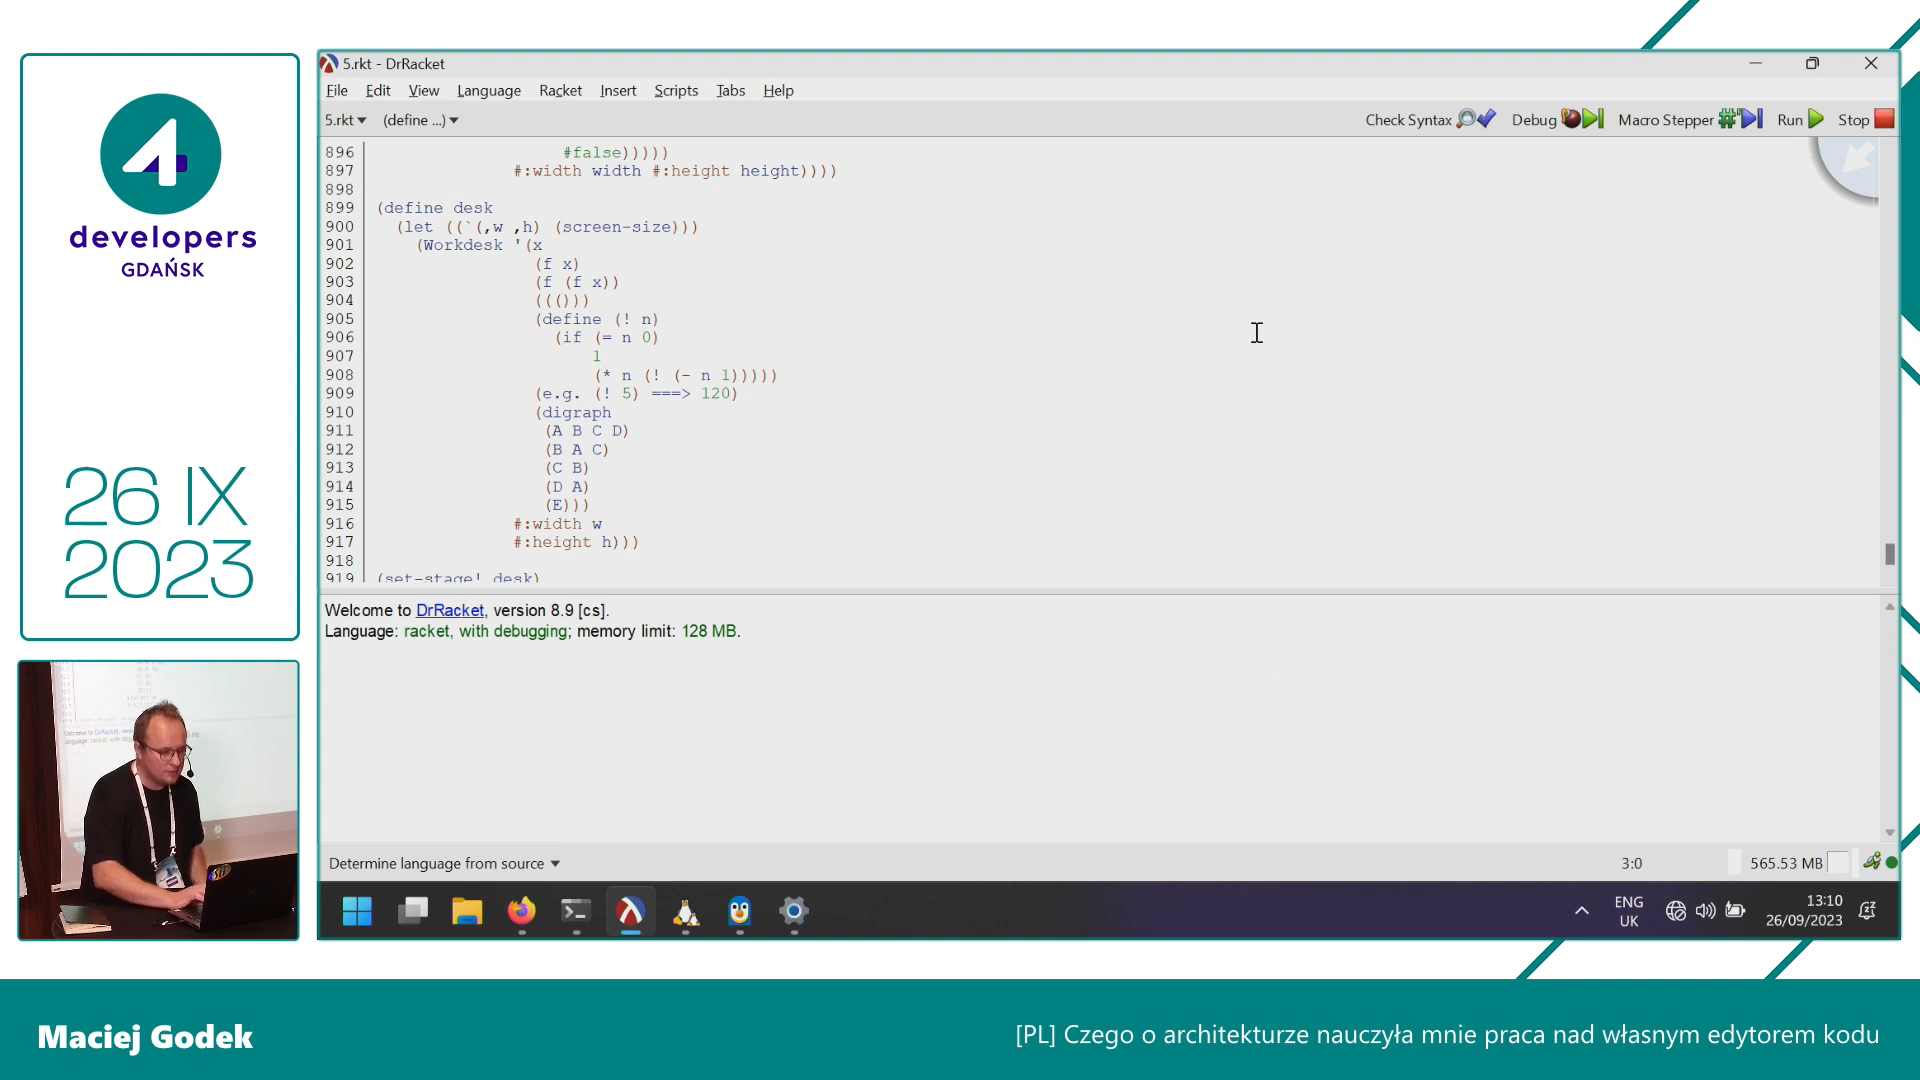 4
developers
GDAŃSK
26 IX
2023
5.rkt - DrRacket
File Edit View Language Racket Insert Scripts Tabs Help
5.rkt (define ...) Check Syntax Debug Macro Stepper Run Stop
896 #false)))))
897 #:width width #:height height))))
898
899 (define desk
900 (let ((`(,w ,h) (screen-size)))
901 (Workdesk '(x
902 (f x)
903 (f (f x))
904 ((()))
905 (define (! n)
906 (if (= n 0)
907 1
908 (* n (! (- n 1)))))
909 (e.g. (! 5) ===> 120)
910 (digraph
911 (A B C D)
912 (B A C)
913 (C B)
914 (D A)
915 (E)))
916 #:width w
917 #:height h)))
918
919 (set-stage! desk)
Welcome to DrRacket, version 8.9 [cs].
Language: racket, with debugging; memory limit: 128 MB.
Determine language from source 3:0 565.53 MB
ENG
UK
13:10
26/09/2023
Maciej Godek
[PL] Czego o architekturze nauczyła mnie praca nad własnym edytorem kodu